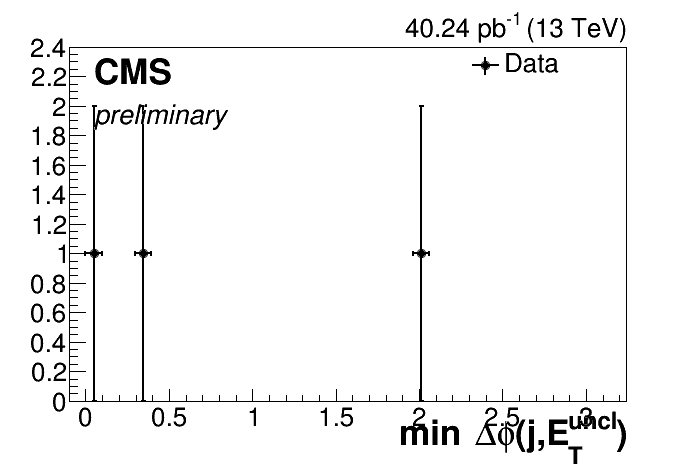 40.24 pb⁻¹ (13 TeV)
2.4
CMS
Data
2.2
2
preliminary
1.8
1.6
1.4
1.2
1
0.8
0.6
0.4
0.2
0
0 0.5 1 1.5 2 2.5 3
min Δϕ(j,E_T^uncl)